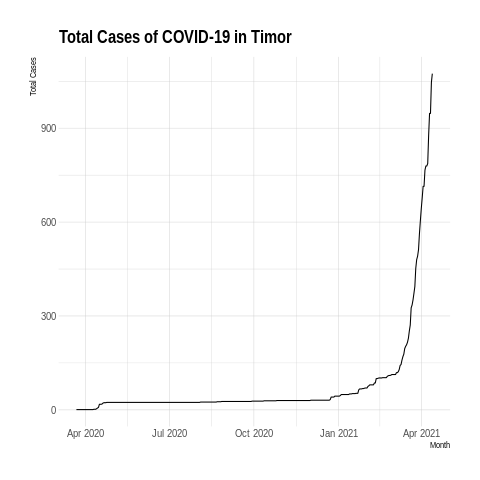 Total Cases of COVID-19 in Timor
Total Cases
900
600
300
0
Apr 2020 Jul 2020 Oct 2020 Jan 2021 Apr 2021
Month